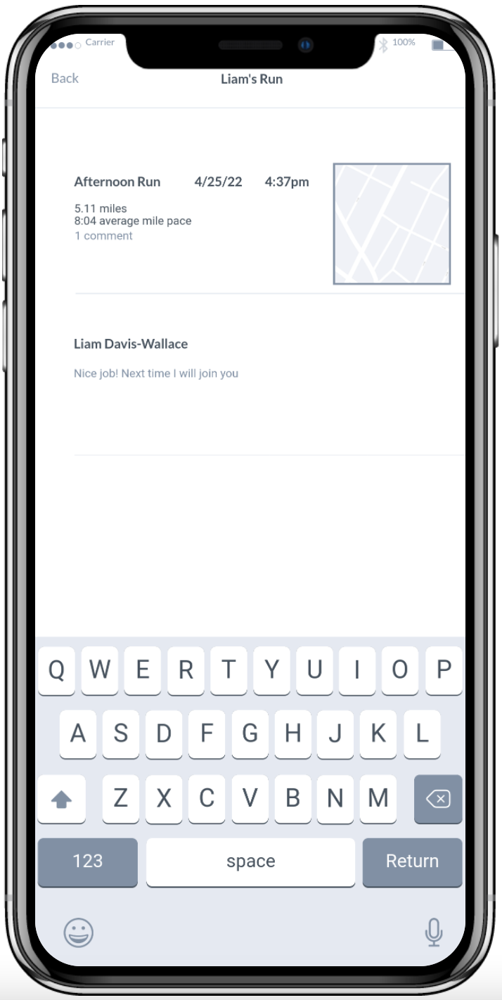 Carrier 100%
Back Liam's Run
Afternoon Run 4/25/22 4:37pm
5.11 miles
8:04 average mile pace
1 comment
Liam Davis-Wallace
Nice job! Next time I will join you
Q W E R T Y U I O P
A S D F G H J K L
Z X C V B N M
123 space Return